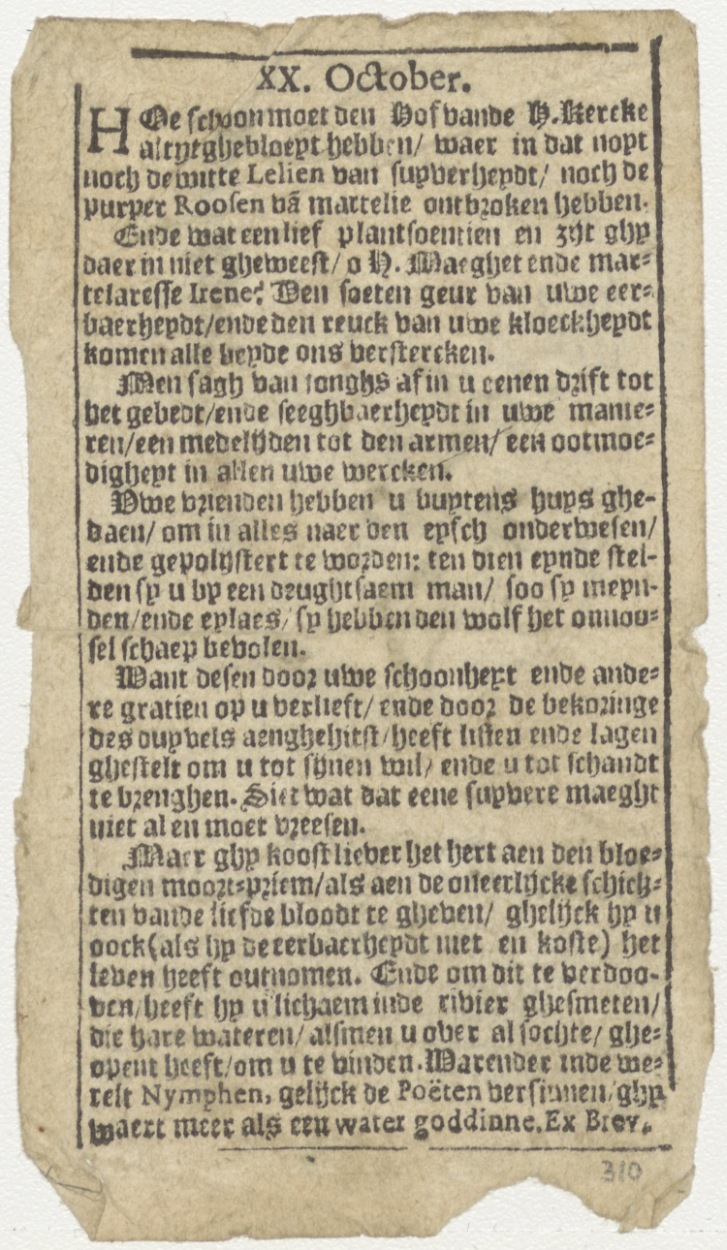 XX. October.
HOe schoon moet den Hof vande H. Kercke
altijt ghebloeyt hebben/ waer in dat noyt
noch de witte Lelien van suyverheydt/ noch de
purper Roosen vā martelie ontbroken hebben.
Ende wat een lief plantsoentien en zijt ghy
daer in niet gheweest/ o H. Maeghet ende mar-
telaresse Irene? Den soeten geur van uwe eer-
baerheydt/ ende den reuck van uwe kloeckheydt
komen alle beyde ons verstercken.
Men sagh van jonghs af in u eenen drift tot
het gebedt/ ende seeghbaerheydt in uwe manie-
ren/ een medelijden tot den armen/ een ootmoe-
digheyt in allen uwe wercken.
Uwe vrienden hebben u buytens huys ghe-
daen/ om in alles naer den eysch onderwesen/
ende gepolijstert te worden: ten dien eynde stel-
den sy u by een deughtsaem man/ soo sy meyn-
den/ ende eylaes/ sy hebben den wolf het onnoo-
sel schaep bevolen.
Want desen door uwe schoonheyt ende ande-
re gratien op u verlieft/ ende door de bekoringe
des duyvels aenghehitst/ heeft listen ende lagen
ghestelt om u tot sijnen wil/ ende u tot schandt
te brenghen. Siet wat dat eene suyvere maeght
niet al en moet vreesen.
Maer ghy koost liever het hert aen den bloe-
digen moort-priem/ als aen de oneerlijcke schich-
ten vande liefde bloodt te gheven/ ghelijck hy u
oock (als hy de eerbaerheydt niet en koste) het
leven heeft ontnomen. Ende om dit te verdoo-
ven/ heeft hy u lichaem inde rivier ghesmeten/
die hare wateren/ alsmen u over al sochte/ ghe-
opent heeft/ om u te vinden. Warender inde we-
relt Nymphen, gelijck de Poëten versinnen/ ghy
waert meer als een water goddinne. Ex Brev.
310